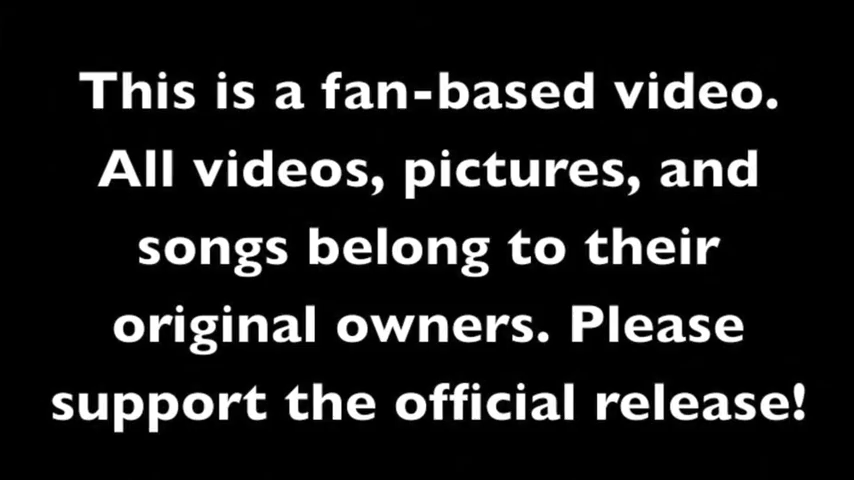 This is a fan-based video.
All videos, pictures, and
songs belong to their
original owners. Please
support the official release!